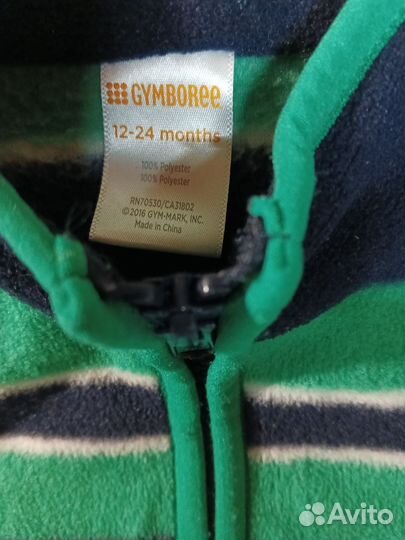 GYMBOREE
12-24 months
100% Polyester
100% Polyester
RN70530/CA31802
©2016 GYM-MARK, INC.
Made in China
Avito